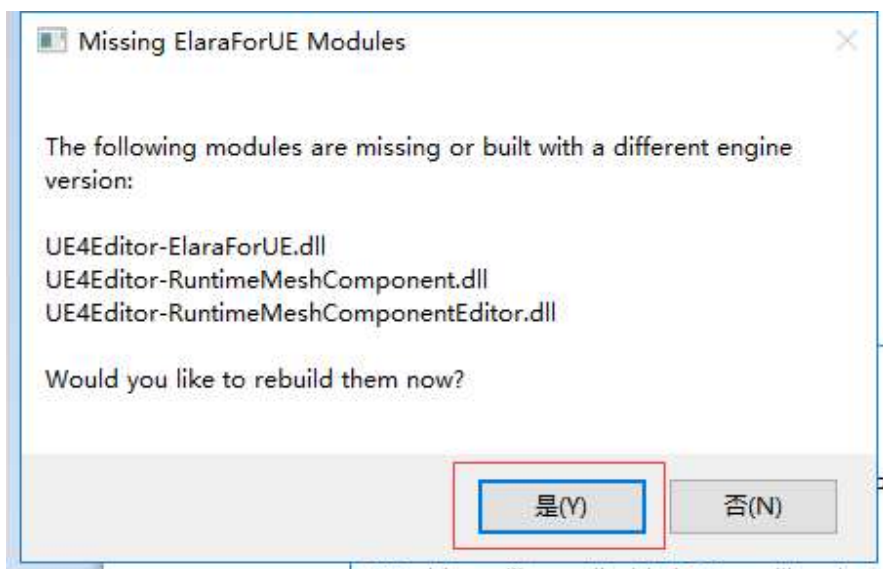 Missing ElaraForUE Modules
The following modules are missing or built with a different engine
version:
UE4Editor-ElaraForUE.dll
UE4Editor-RuntimeMeshComponent.dll
UE4Editor-RuntimeMeshComponentEditor.dll
Would you like to rebuild them now?
是(Y)
否(N)